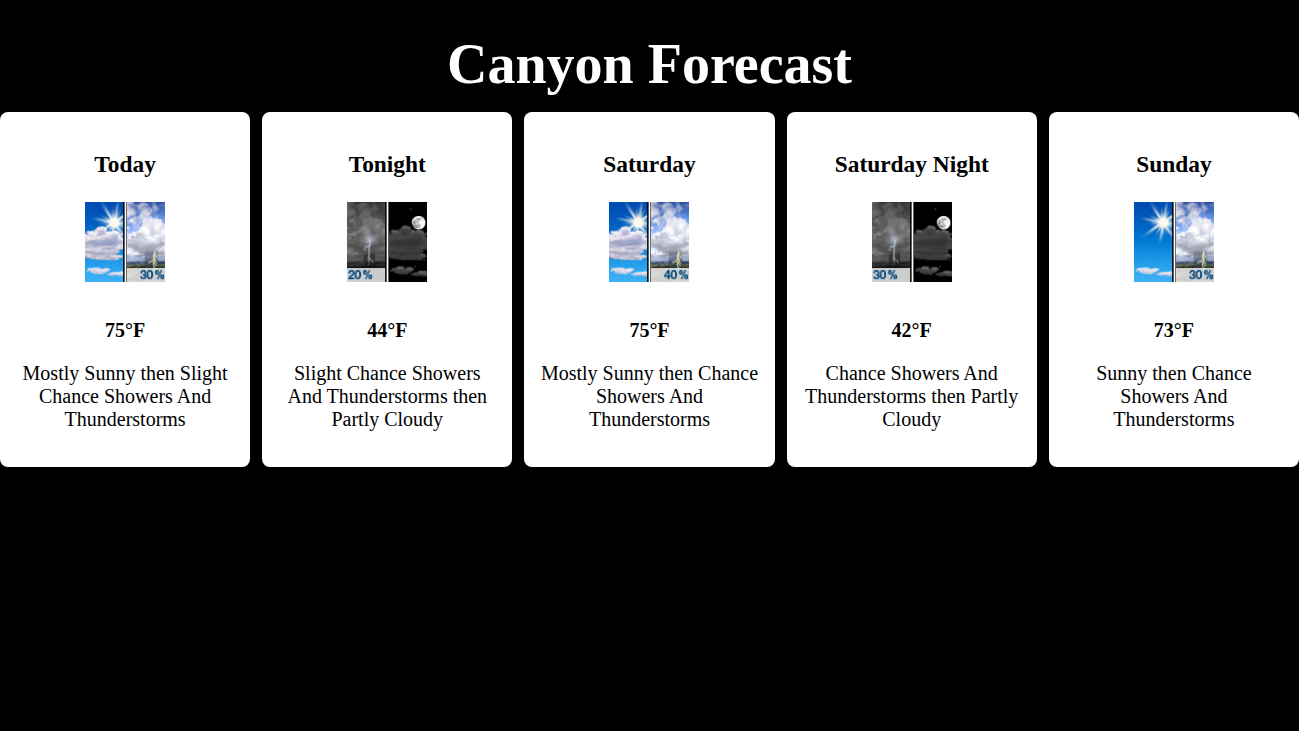 Canyon Forecast
Today
30%
75°F
Mostly Sunny then Slight
Chance Showers And
Thunderstorms
Tonight
20%
44°F
Slight Chance Showers
And Thunderstorms then
Partly Cloudy
Saturday
40%
75°F
Mostly Sunny then Chance
Showers And
Thunderstorms
Saturday Night
30%
42°F
Chance Showers And
Thunderstorms then Partly
Cloudy
Sunday
30%
73°F
Sunny then Chance
Showers And
Thunderstorms